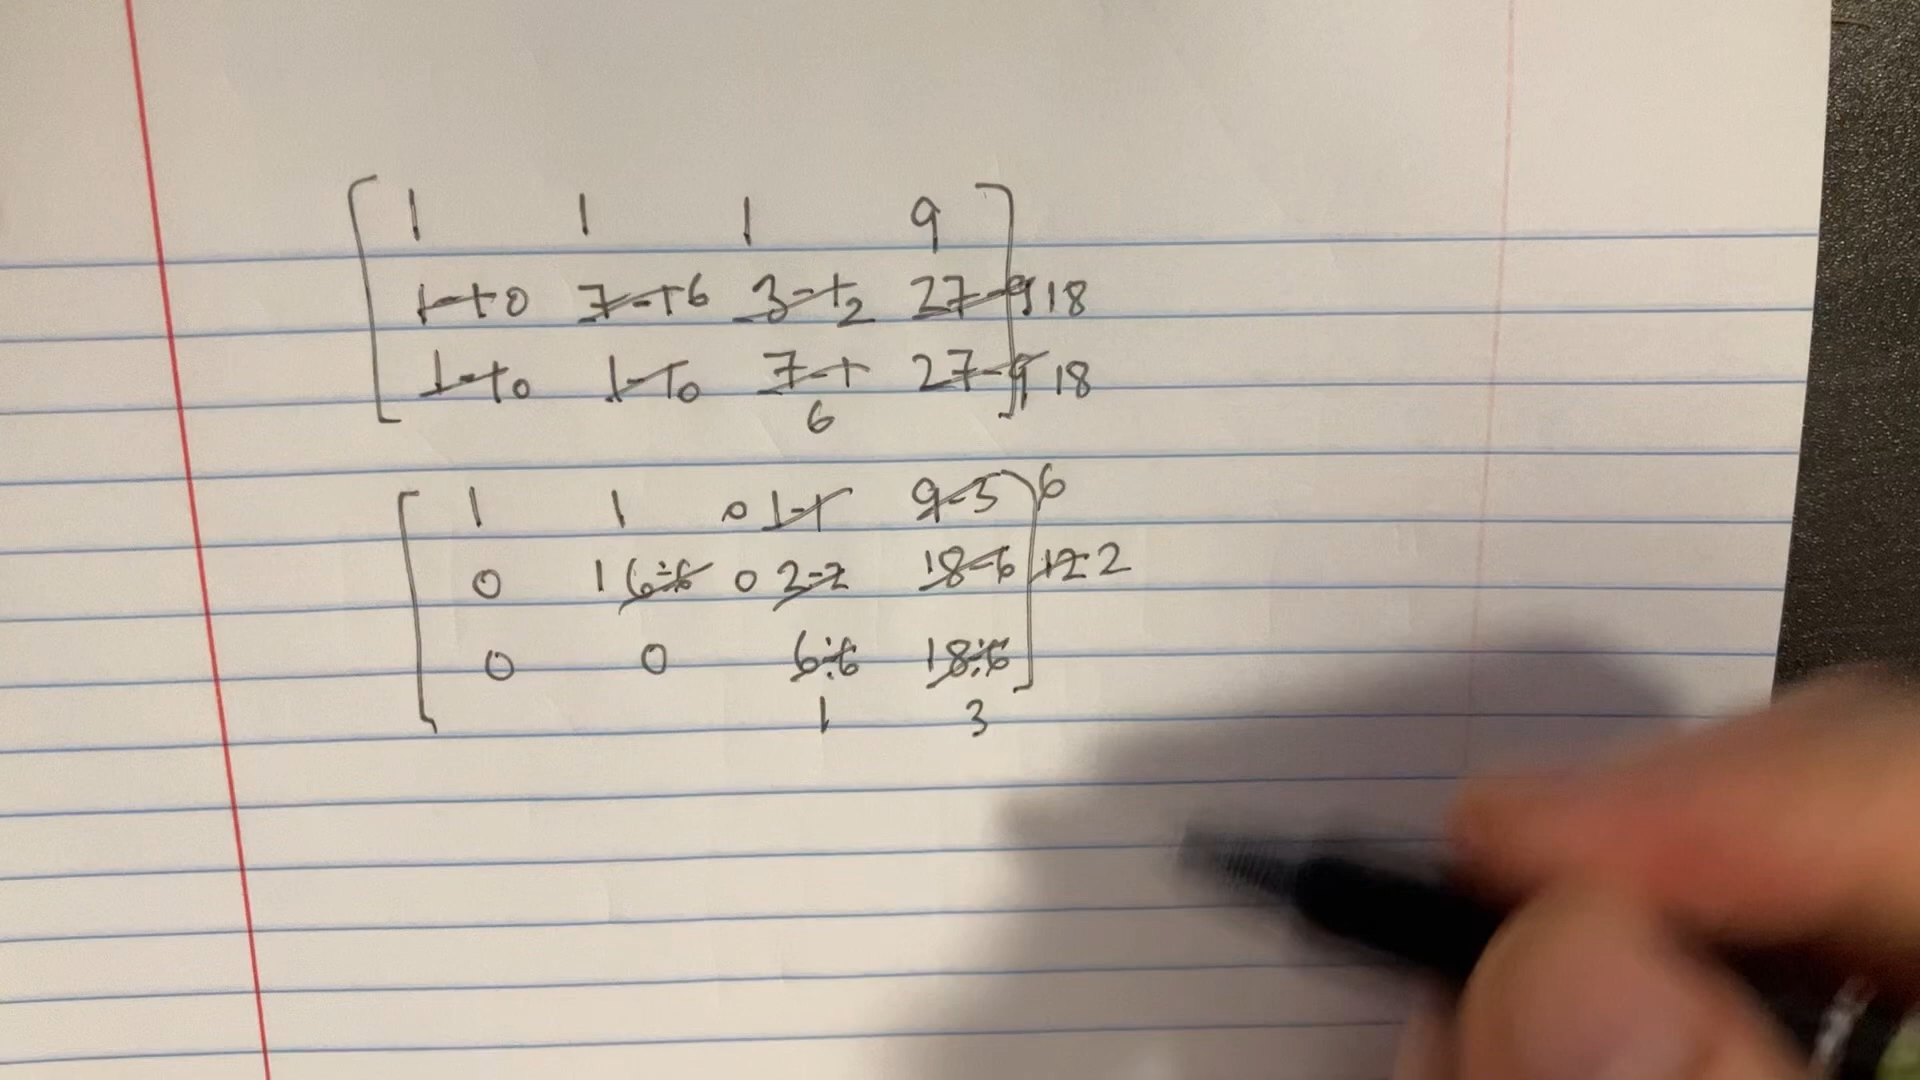 1 1 1 9
1-1 0 7-1 6 3-1 2 27-9 18
1-1 0 1-1 0 7-1 27-9 18
6
1 1 0 1-1 9-3 6
0 1 6÷6 0 2-2 18-6 12 2
0 0 6÷6 18÷6
1 3